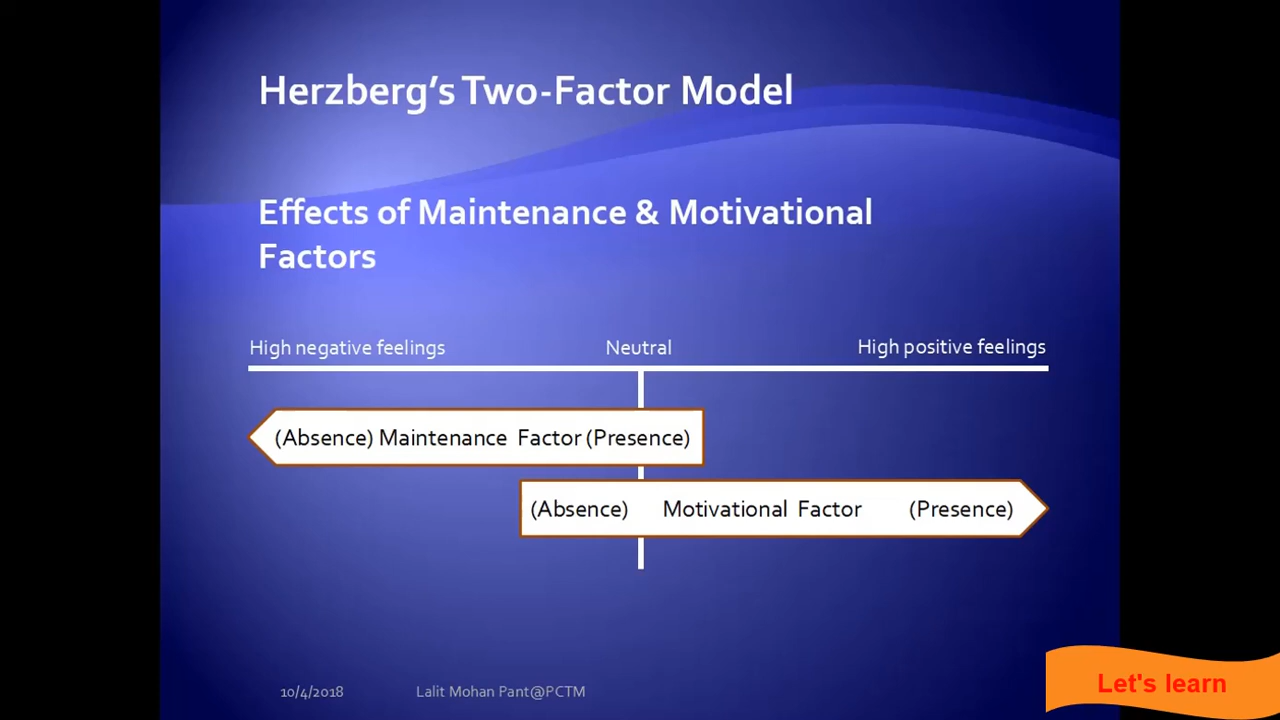 Herzberg’s Two-Factor Model
Effects of Maintenance & Motivational
Factors
High negative feelings Neutral High positive feelings
(Absence) Maintenance Factor (Presence)
(Absence) Motivational Factor (Presence)
10/4/2018 Lalit Mohan Pant@PCTM
Let's learn